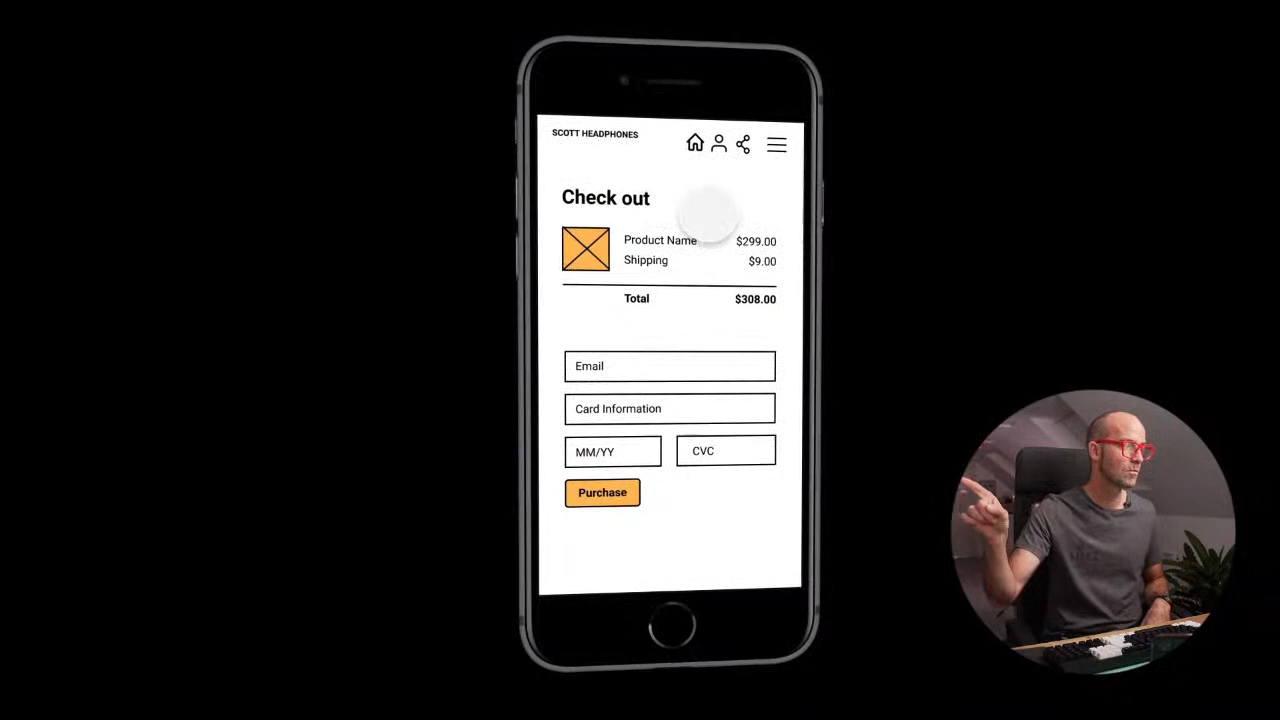 SCOTT HEADPHONES
Check out
Product Name $299.00
Shipping $9.00
Total $308.00
Email
Card Information
MM/YY CVC
Purchase